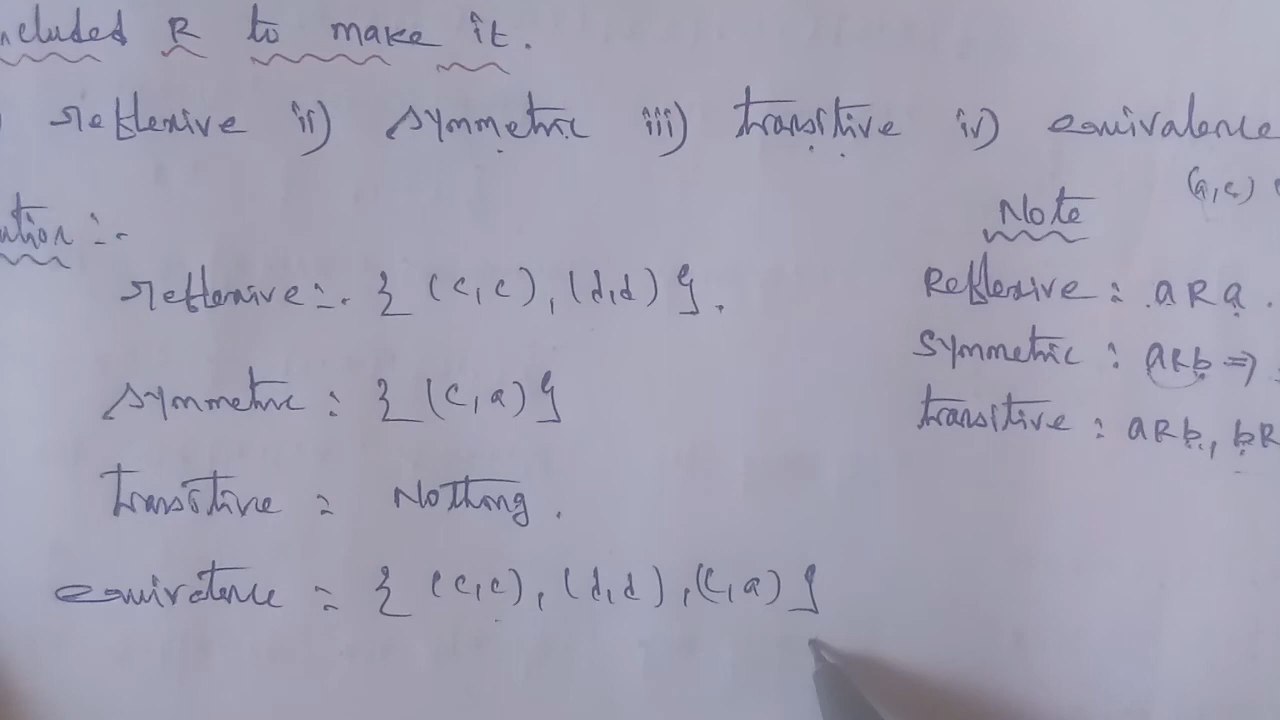 ncluded R to make it.
reflexive ii) symmetric iii) transitive iv) equivalence
(a,c)
ution :-
Note
reflexive :- { (c,c), (d,d) }.
Reflexive : aRa.
symmetric : { (c,a) }
Symmetric : aRb ⇒
transitive : Nothing.
transitive : aRb, bR
equivalence : { (c,c), (d,d), (c,a) }